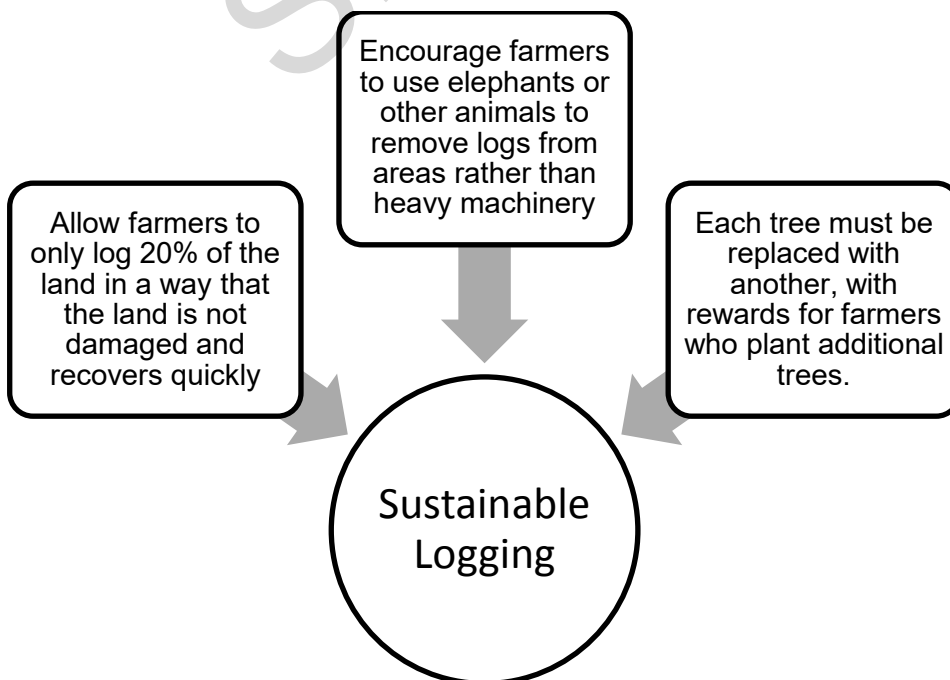 Encourage farmers
to use elephants or
other animals to
remove logs from
areas rather than
heavy machinery
Allow farmers to
only log 20% of the
land in a way that
the land is not
damaged and
recovers quickly
Each tree must be
replaced with
another, with
rewards for farmers
who plant additional
trees.
Sustainable
Logging